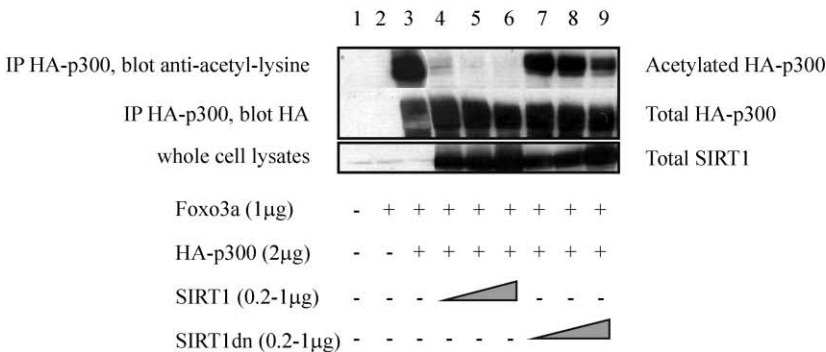 1 2 3 4 5 6 7 8 9
IP HA-p300, blot anti-acetyl-lysine Acetylated HA-p300
IP HA-p300, blot HA Total HA-p300
whole cell lysates Total SIRT1
Foxo3a (1µg) - + + + + + + + +
HA-p300 (2µg) - - + + + + + + +
SIRT1 (0.2-1µg) - - - - - -
SIRT1dn (0.2-1µg) - - - - - -